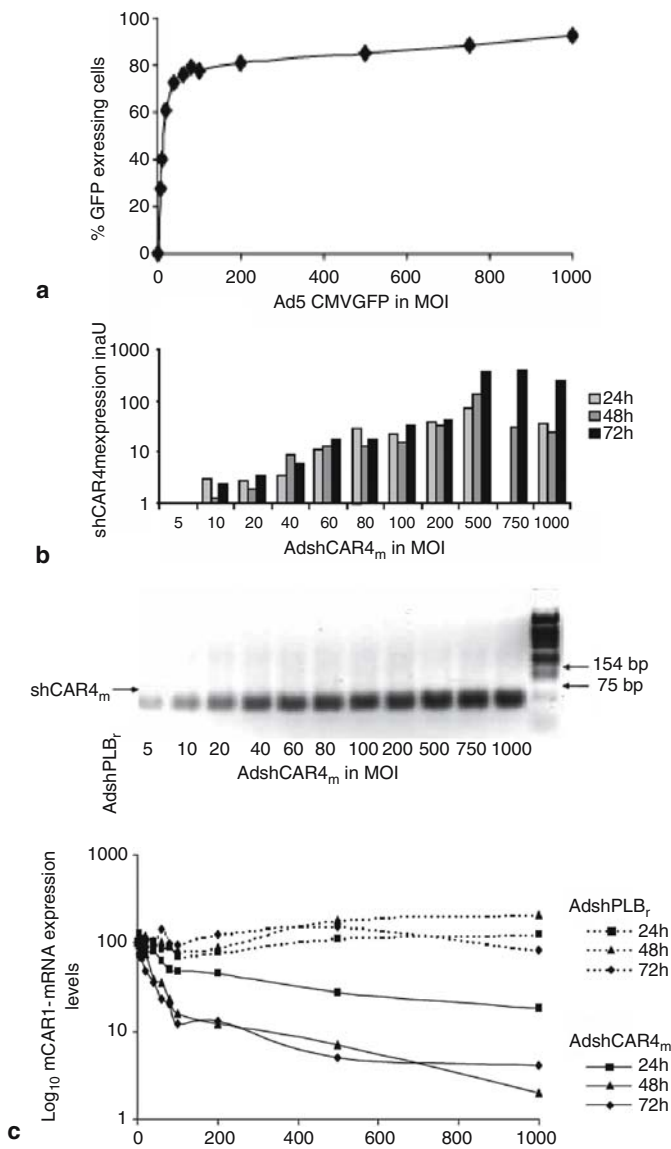 100
80
60
40
20
0
% GFP exressing cells
0 200 400 600 800 1000
Ad5 CMVGFP in MOI
a
1000
100
10
1
shCAR4mexpression inaU
24h
48h
72h
5 10 20 40 60 80 100 200 500 750 1000
AdshCAR4m in MOI
b
154 bp
75 bp
shCAR4m
AdshPLBr
5 10 20 40 60 80 100 200 500 750 1000
AdshCAR4m in MOI
1000
100
10
1
Log10 mCAR1-mRNA expression
levels
AdshPLBr
24h
48h
72h
AdshCAR4m
24h
48h
72h
0 200 400 600 800 1000
c